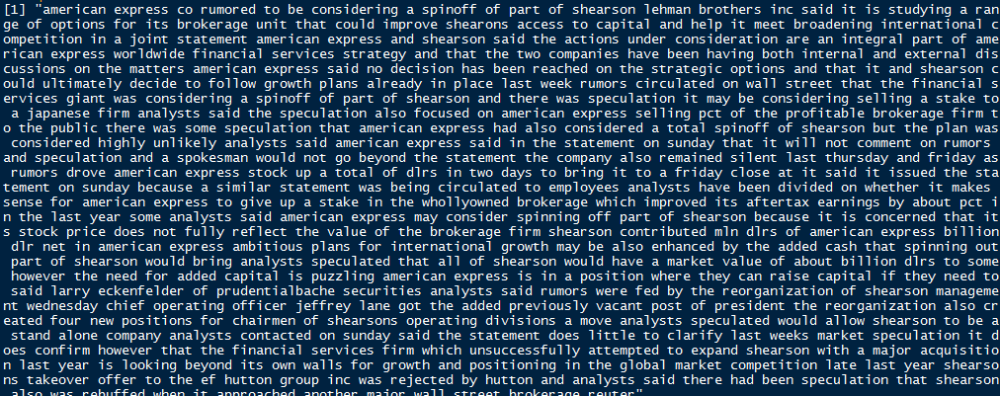 [1] "american express co rumored to be considering a spinoff of part of shearson lehman brothers inc said it is studying a ran
ge of options for its brokerage unit that could improve shearsons access to capital and help it meet broadening international c
ompetition in a joint statement american express and shearson said the actions under consideration are an integral part of ame
rican express worldwide financial services strategy and that the two companies have been having both internal and external dis
cussions on the matters american express said no decision has been reached on the strategic options and that it and shearson c
ould ultimately decide to follow growth plans already in place last week rumors circulated on wall street that the financial s
ervices giant was considering a spinoff of part of shearson and there was speculation it may be considering selling a stake to
a japanese firm analysts said the speculation also focused on american express selling pct of the profitable brokerage firm t
o the public there was some speculation that american express had also considered a total spinoff of shearson but the plan was
considered highly unlikely analysts said american express said in the statement on sunday that it will not comment on rumors
and speculation and a spokesman would not go beyond the statement the company also remained silent last thursday and friday as
rumors drove american express stock up a total of dlrs in two days to bring it to a friday close at it said it issued the sta
tement on sunday because a similar statement was being circulated to employees analysts have been divided on whether it makes
sense for american express to give up a stake in the whollyowned brokerage which improved its aftertax earnings by about pct i
n the last year some analysts said american express may consider spinning off part of shearson because it is concerned that it
s stock price does not fully reflect the value of the brokerage firm shearson contributed mln dlrs of american express billion
dlr net in american express ambitious plans for international growth may be also enhanced by the added cash that spinning out
part of shearson would bring analysts speculated that all of shearson would have a market value of about billion dlrs to some
however the need for added capital is puzzling american express is in a position where they can raise capital if they need to
said larry eckenfelder of prudentialbache securities analysts said rumors were fed by the reorganization of shearson manageme
nt wednesday chief operating officer jeffrey lane got the added previously vacant post of president the reorganization also cr
eated four new positions for chairmen of shearsons operating divisions a move analysts speculated would allow shearson to be a
stand alone company analysts contacted on sunday said the statement does little to clarify last weeks market speculation it d
oes confirm however that the financial services firm which unsuccessfully attempted to expand shearson with a major acquisitio
n last year is looking beyond its own walls for growth and positioning in the global market competition late last year shearso
ns takeover offer to the ef hutton group inc was rejected by hutton and analysts said there had been speculation that shearson
also was rebuffed when it approached another major wall street brokerage reuter"